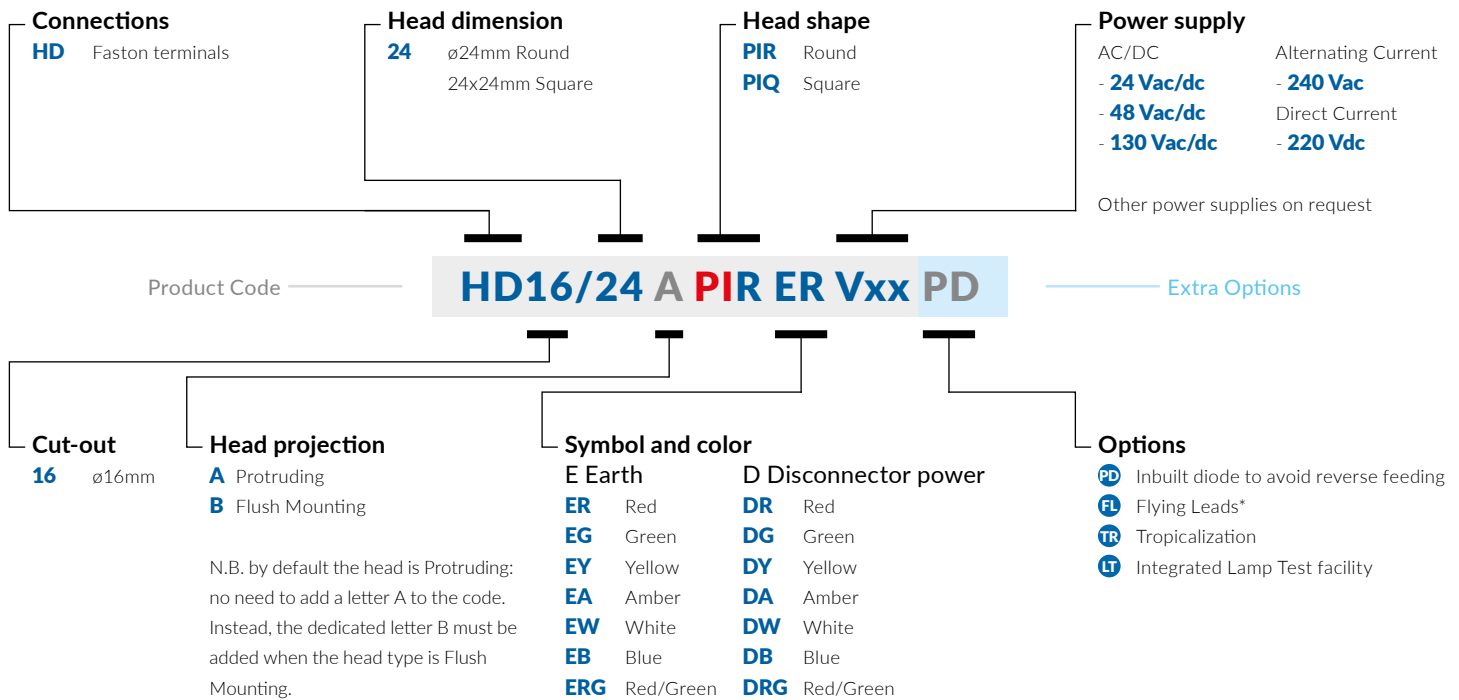 Connections
HD Faston terminals
Head dimension
24 ø24mm Round
24x24mm Square
Head shape
PIR Round
PIQ Square
Power supply
AC/DC
- 24 Vac/dc
- 48 Vac/dc
- 130 Vac/dc
Alternating Current
- 240 Vac
Direct Current
- 220 Vdc
Other power supplies on request
Product Code
HD16/24 A PIR ER Vxx PD
Extra Options
Cut-out
16 ø16mm
Head projection
A Protruding
B Flush Mounting
N.B. by default the head is Protruding:
no need to add a letter A to the code.
Instead, the dedicated letter B must be
added when the head type is Flush
Mounting.
Symbol and color
E Earth
ER Red
EG Green
EY Yellow
EA Amber
EW White
EB Blue
ERG Red/Green
D Disconnector power
DR Red
DG Green
DY Yellow
DA Amber
DW White
DB Blue
DRG Red/Green
Options
PD Inbuilt diode to avoid reverse feeding
FL Flying Leads*
TR Tropicalization
LT Integrated Lamp Test facility